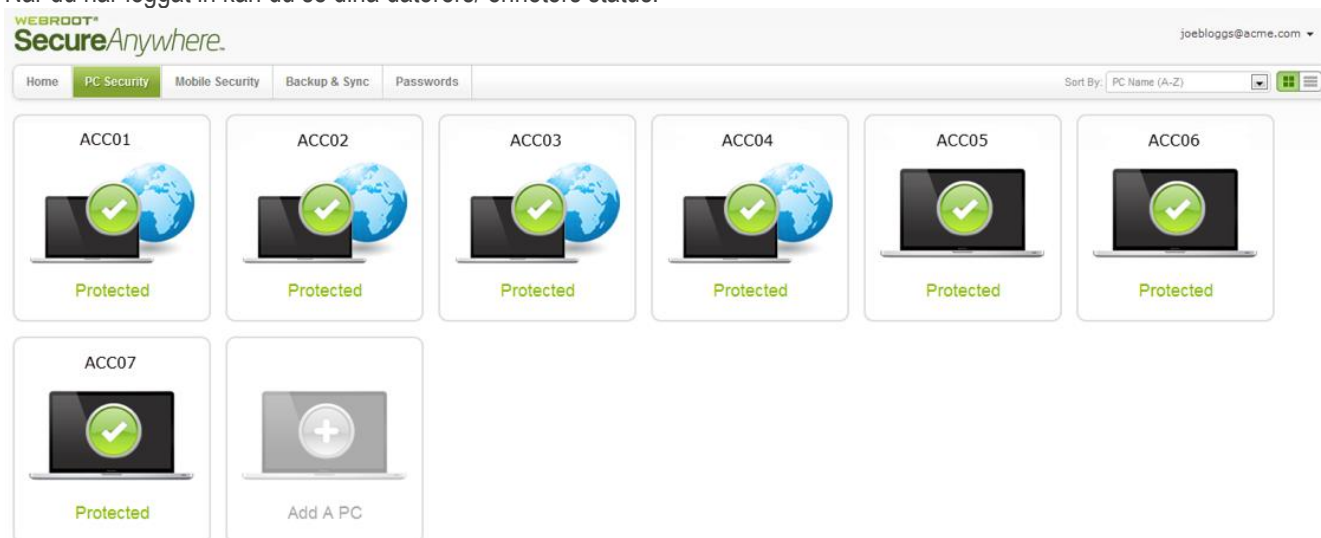 WEBROOT®
SecureAnywhere™
joebloggs@acme.com
Home PC Security Mobile Security Backup & Sync Passwords Sort By: PC Name (A-Z)
ACC01 ACC02 ACC03 ACC04 ACC05 ACC06
Protected Protected Protected Protected Protected Protected
ACC07
Protected Add A PC